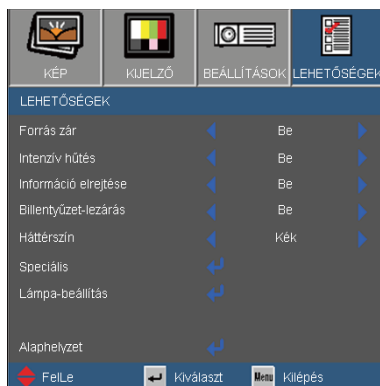 KÉP KIJELZŐ BEÁLLÍTÁSOK LEHETŐSÉGEK
LEHETŐSÉGEK
Forrás zár Be
Intenzív hűtés Be
Információ elrejtése Be
Billentyűzet-lezárás Be
Háttérszín Kék
Speciális
Lámpa-beállítás
Alaphelyzet
FelLe Kiválaszt Menu Kilépés